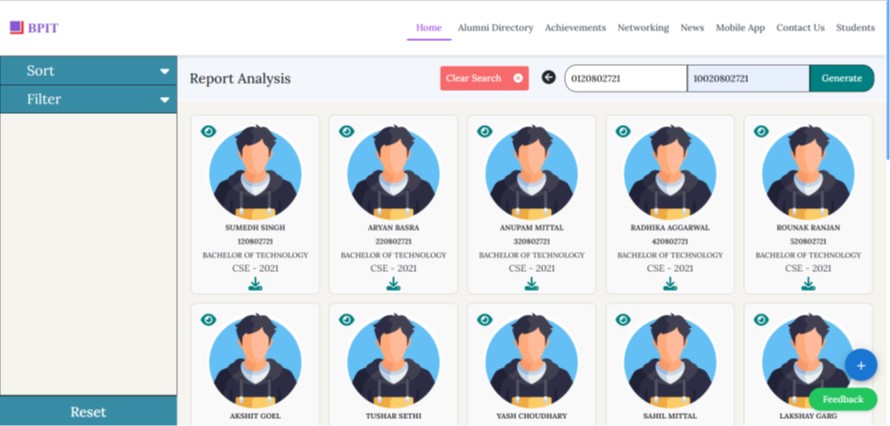 BPIT
Home Alumni Directory Achievements Networking News Mobile App Contact Us Students
Sort
Filter
Report Analysis
Clear Search
0120802721
10020802721
Generate
SUMEDH SINGH
120802721
BACHELOR OF TECHNOLOGY
CSE - 2021
ARYAN BASRA
220802721
BACHELOR OF TECHNOLOGY
CSE - 2021
ANUPAM MITTAL
320802721
BACHELOR OF TECHNOLOGY
CSE - 2021
RADHIKA AGGARWAL
420802721
BACHELOR OF TECHNOLOGY
CSE - 2021
ROUNAK RANJAN
520802721
BACHELOR OF TECHNOLOGY
CSE - 2021
AKSHIT GOEL
TUSHAR SETHI
YASH CHOUDHARY
SAHIL MITTAL
LAKSHAY GARG
+
Feedback
Reset